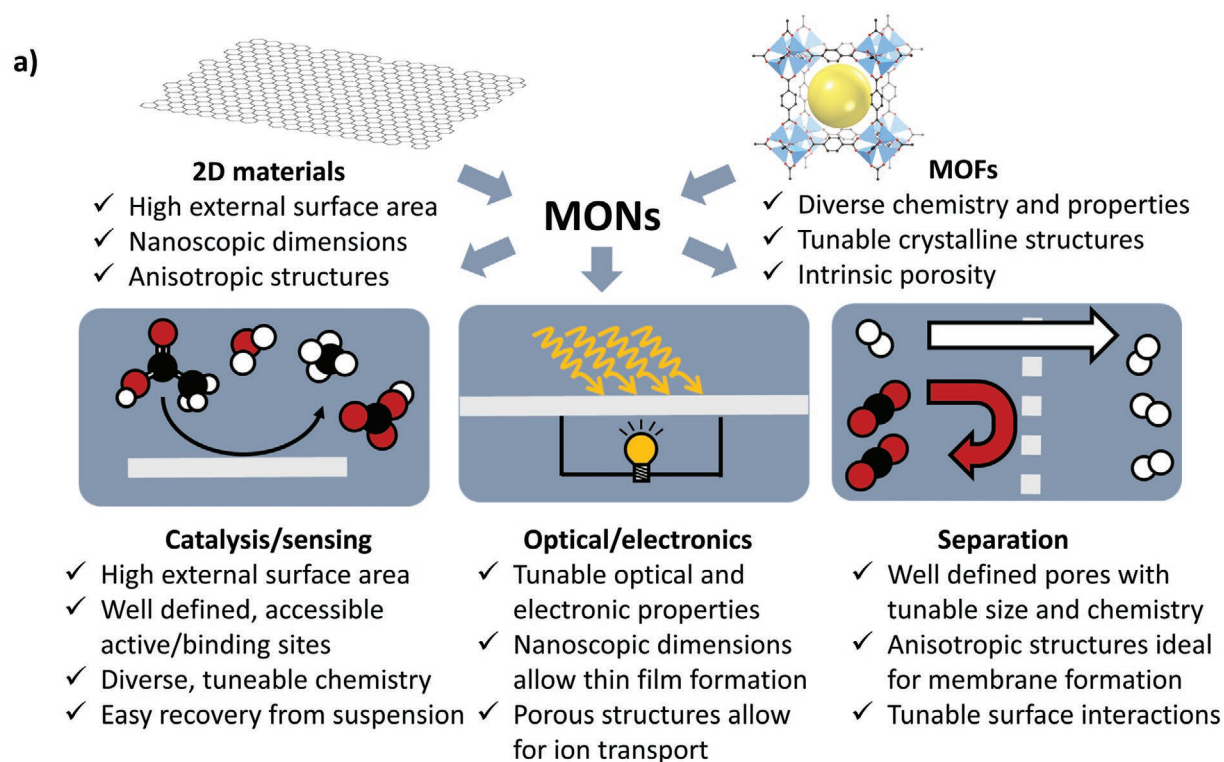 a)
2D materials
✓ High external surface area
✓ Nanoscopic dimensions
✓ Anisotropic structures
MONs
MOFs
✓ Diverse chemistry and properties
✓ Tunable crystalline structures
✓ Intrinsic porosity
Catalysis/sensing
✓ High external surface area
✓ Well defined, accessible
active/binding sites
✓ Diverse, tuneable chemistry
✓ Easy recovery from suspension
Optical/electronics
✓ Tunable optical and
electronic properties
✓ Nanoscopic dimensions
allow thin film formation
✓ Porous structures allow
for ion transport
Separation
✓ Well defined pores with
tunable size and chemistry
✓ Anisotropic structures ideal
for membrane formation
✓ Tunable surface interactions